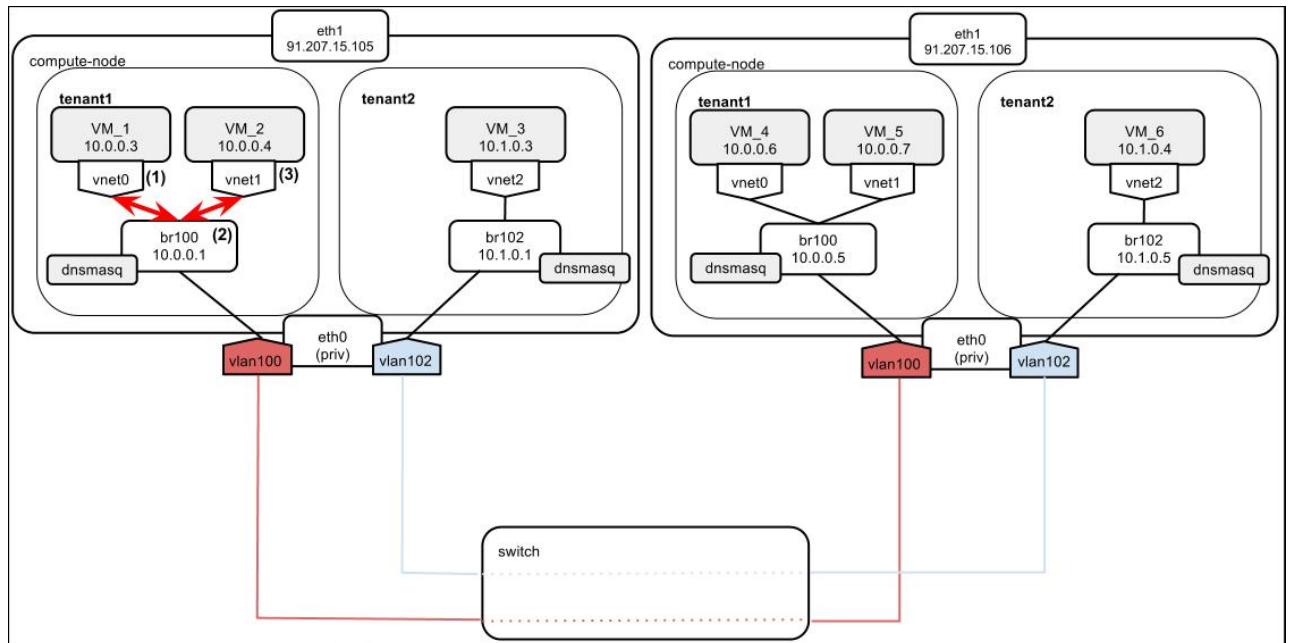 eth1
91.207.15.105
compute-node
tenant1
VM_1
10.0.0.3
VM_2
10.0.0.4
vnet0
(1)
vnet1
(3)
br100
10.0.0.1
(2)
dnsmasq
tenant2
VM_3
10.1.0.3
vnet2
br102
10.1.0.1
dnsmasq
eth0
(priv)
vlan100
vlan102
eth1
91.207.15.106
compute-node
tenant1
VM_4
10.0.0.6
VM_5
10.0.0.7
vnet0
vnet1
br100
10.0.0.5
dnsmasq
tenant2
VM_6
10.1.0.4
vnet2
br102
10.1.0.5
dnsmasq
eth0
(priv)
vlan100
vlan102
switch